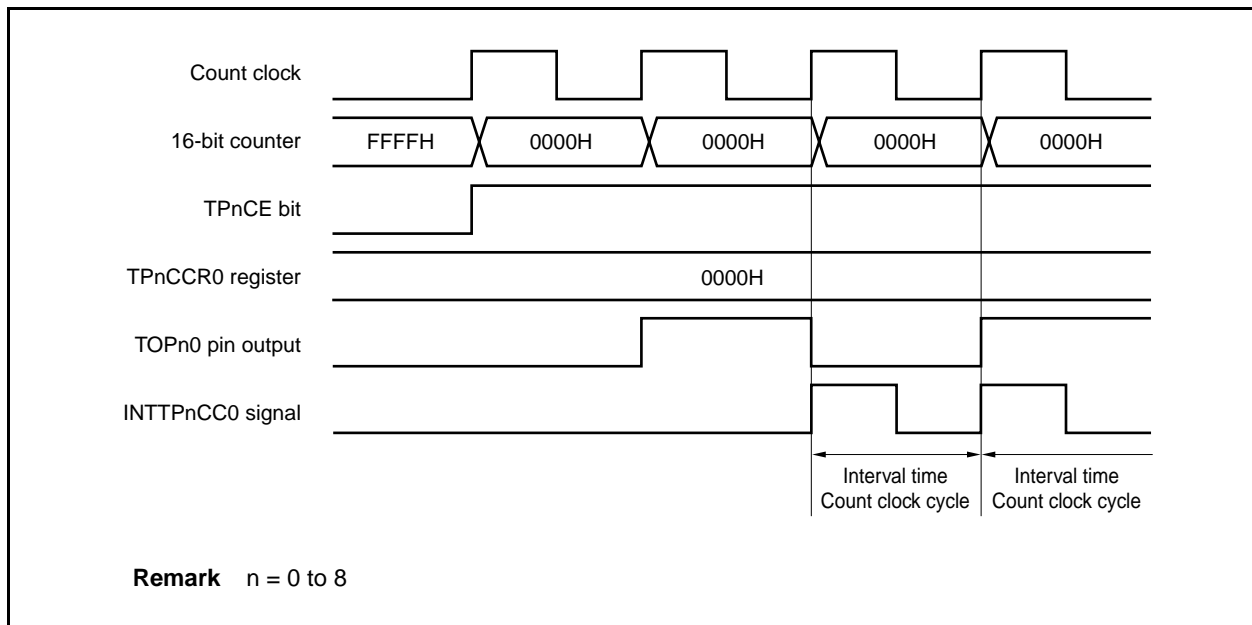 Count clock
16-bit counter FFFFH 0000H 0000H 0000H 0000H
TPnCE bit
TPnCCR0 register 0000H
TOPn0 pin output
INTTPnCC0 signal
Interval time Interval time
Count clock cycle Count clock cycle
Remark n = 0 to 8